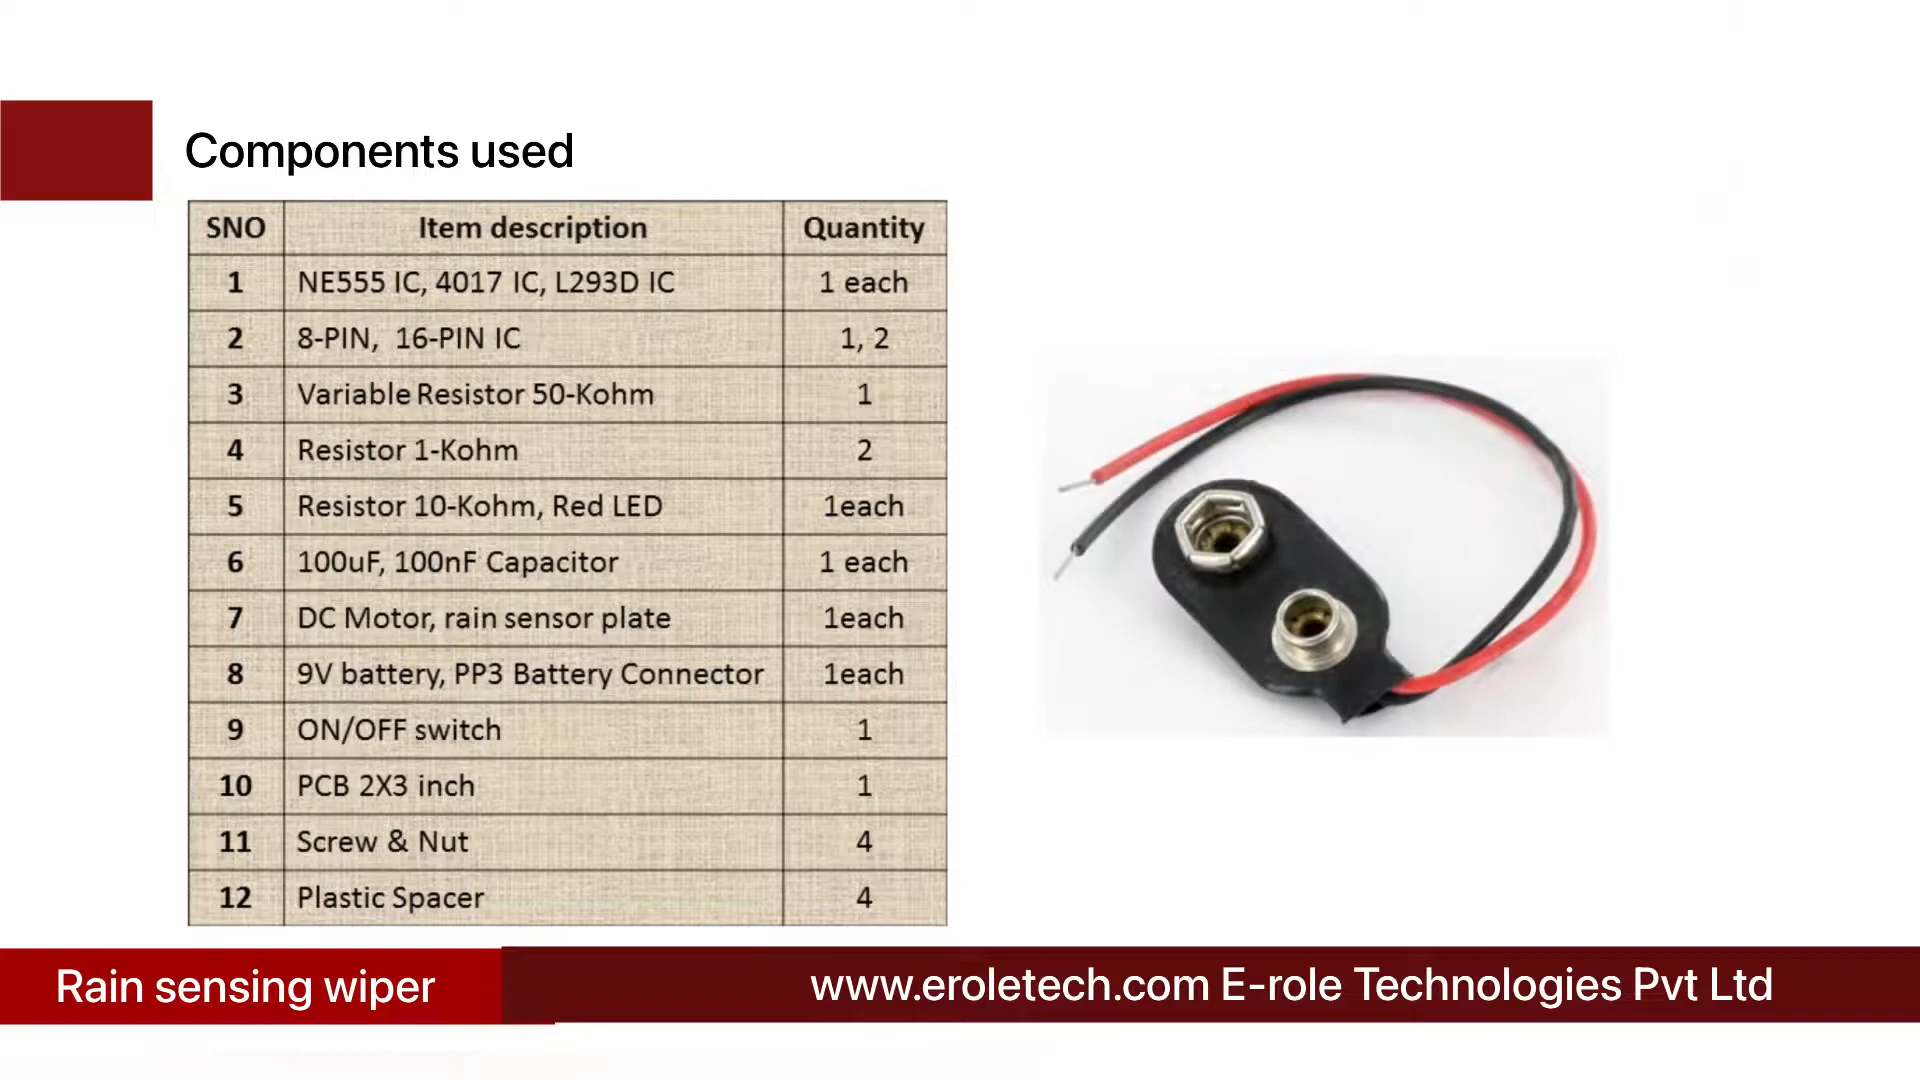 Components used
SNO Item description Quantity
1 NE555 IC, 4017 IC, L293D IC 1 each
2 8-PIN, 16-PIN IC 1, 2
3 Variable Resistor 50-Kohm 1
4 Resistor 1-Kohm 2
5 Resistor 10-Kohm, Red LED 1each
6 100uF, 100nF Capacitor 1 each
7 DC Motor, rain sensor plate 1each
8 9V battery, PP3 Battery Connector 1each
9 ON/OFF switch 1
10 PCB 2X3 inch 1
11 Screw & Nut 4
12 Plastic Spacer 4
Rain sensing wiper www.eroletech.com E-role Technologies Pvt Ltd